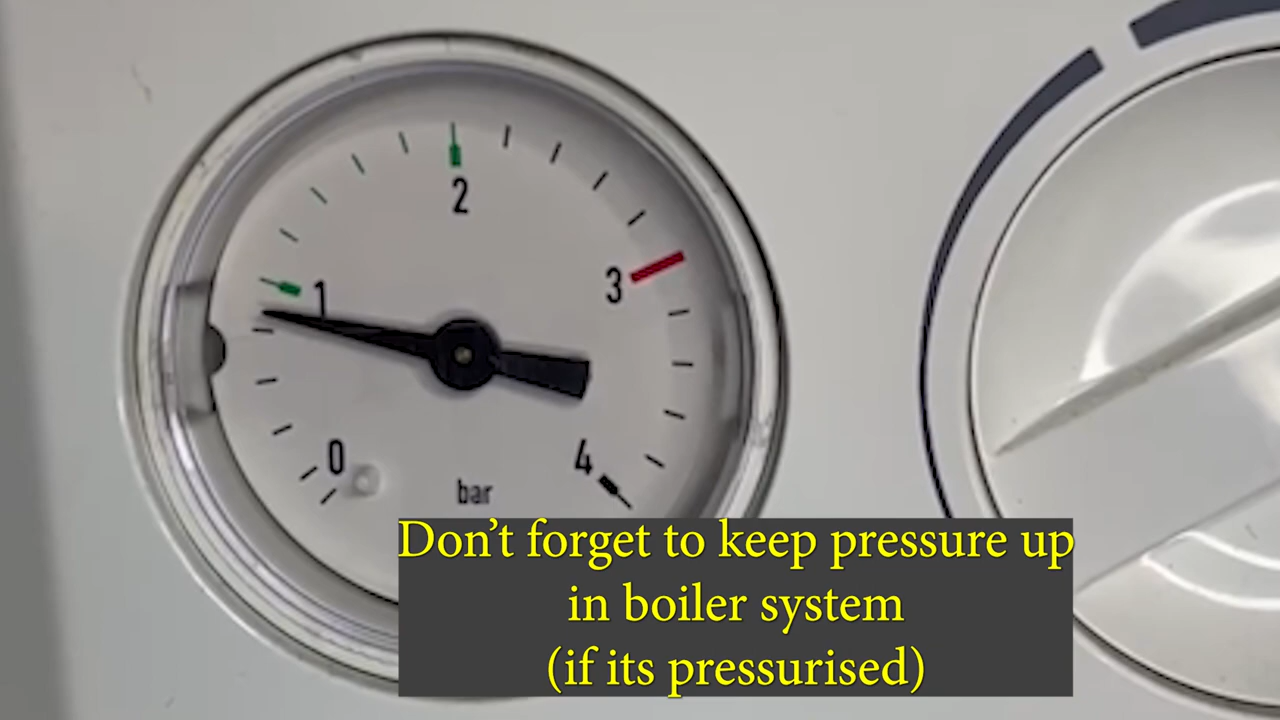 2
1
3
0
4
bar
Don't forget to keep pressure up
in boiler system
(if its pressurised)